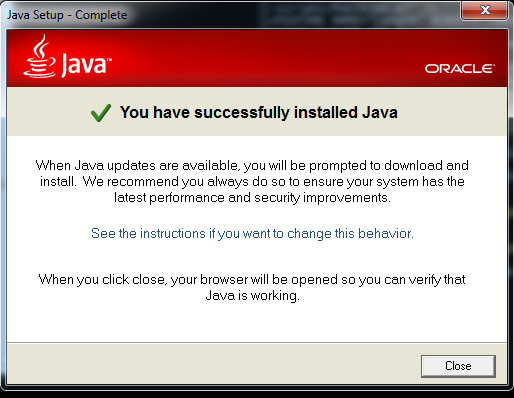 Java Setup - Complete
Java™
ORACLE®
You have successfully installed Java
When Java updates are available, you will be prompted to download and
install. We recommend you always do so to ensure your system has the
latest performance and security improvements.
See the instructions if you want to change this behavior.
When you click close, your browser will be opened so you can verify that
Java is working.
Close